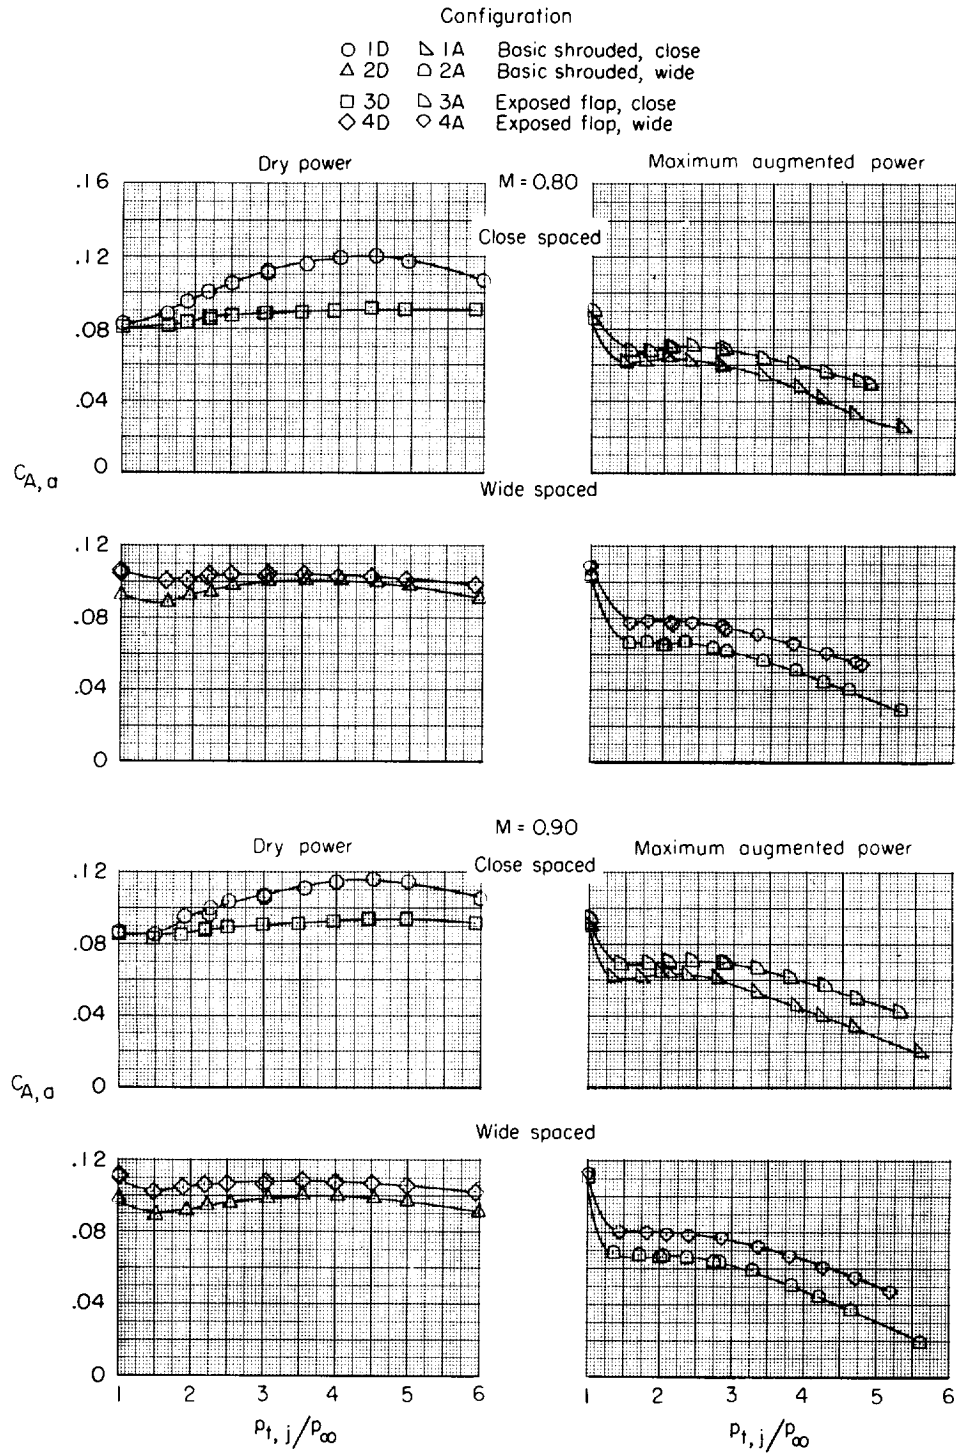 Configuration
1D 1A Basic shrouded, close
2D 2A Basic shrouded, wide
3D 3A Exposed flap, close
4D 4A Exposed flap, wide
Dry power
Maximum augmented power
M = 0.80
Close spaced
.16
.12
.08
.04
0
C_A,a
Wide spaced
.12
.08
.04
0
M = 0.90
Dry power
Maximum augmented power
Close spaced
.12
.08
.04
0
C_A,a
Wide spaced
.12
.08
.04
0
1 2 3 4 5 6
1 2 3 4 5 6
p_t,j/p_∞
p_t,j/p_∞